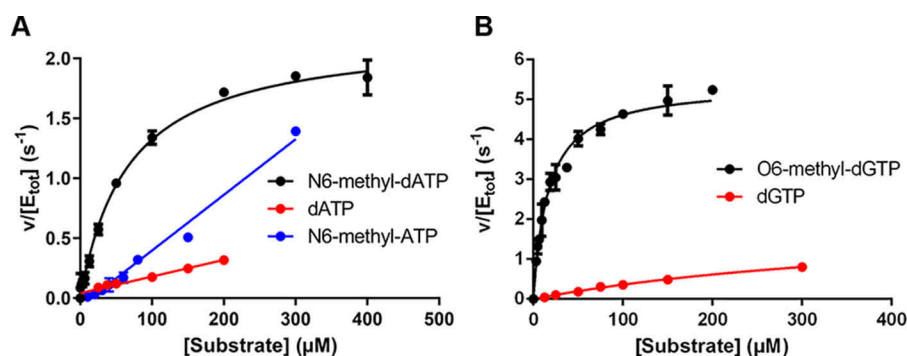 A
v/[Etot] (s-1)
2.0
1.5
1.0
0.5
0.0
0
100
200
300
400
500
[Substrate] (μM)
N6-methyl-dATP
dATP
N6-methyl-ATP
B
v/[Etot] (s-1)
6
5
4
3
2
1
0
0
100
200
300
400
[Substrate] (μM)
O6-methyl-dGTP
dGTP